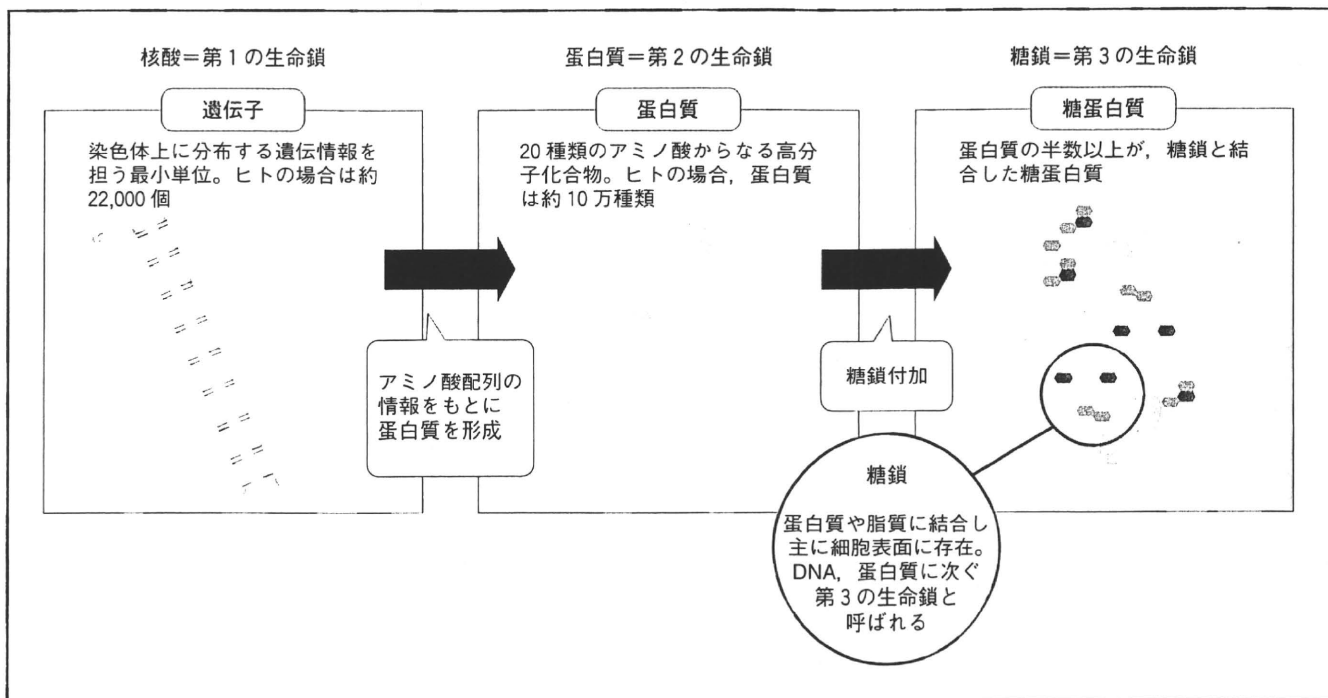 核酸＝第1の生命鎖
遺伝子
染色体上に分布する遺伝情報を
担う最小単位。ヒトの場合は約
22,000 個
アミノ酸配列の
情報をもとに
蛋白質を形成
蛋白質＝第2の生命鎖
蛋白質
20 種類のアミノ酸からなる高分
子化合物。ヒトの場合，蛋白質
は約 10 万種類
糖鎖付加
糖鎖＝第3の生命鎖
糖蛋白質
蛋白質の半数以上が，糖鎖と結
合した糖蛋白質
糖鎖
蛋白質や脂質に結合し
主に細胞表面に存在。
DNA，蛋白質に次ぐ
第3の生命鎖と
呼ばれる